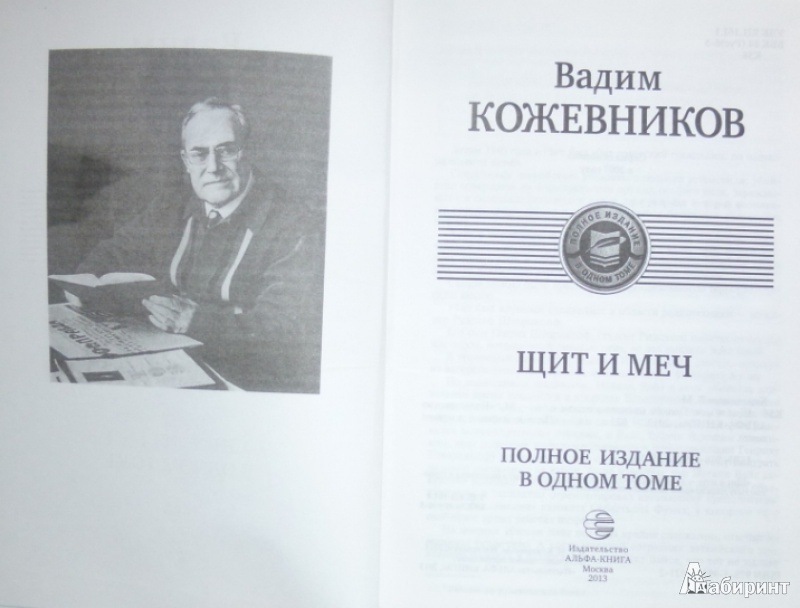 Вадим
КОЖЕВНИКОВ
ПОЛНОЕ ИЗДАНИЕ
В ОДНОМ ТОМЕ
ЩИТ И МЕЧ
ПОЛНОЕ ИЗДАНИЕ
В ОДНОМ ТОМЕ
Издательство
АЛЬФА-КНИГА
Москва
2013
Лабиринт